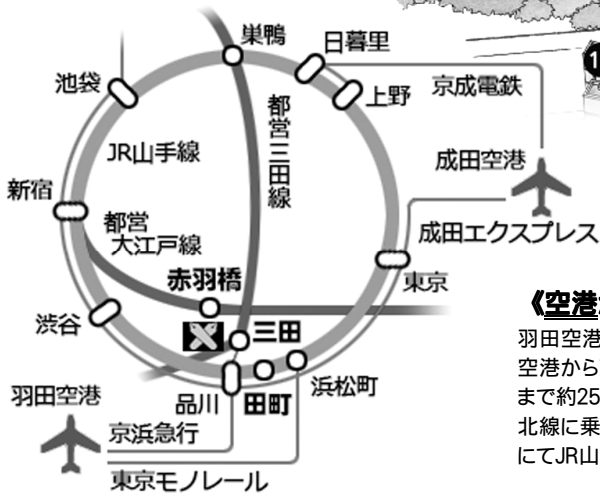 巣鴨
日暮里
1
池袋
上野
京成電鉄
都営三田線
JR山手線
成田空港
新宿
都営
大江戸線
成田エクスプレス
赤羽橋
東京
渋谷
三田
《空港
羽田空港
空港から
まで約25
北線に乗
にてJR山
羽田空港
品川
田町
浜松町
京浜急行
東京モノレール